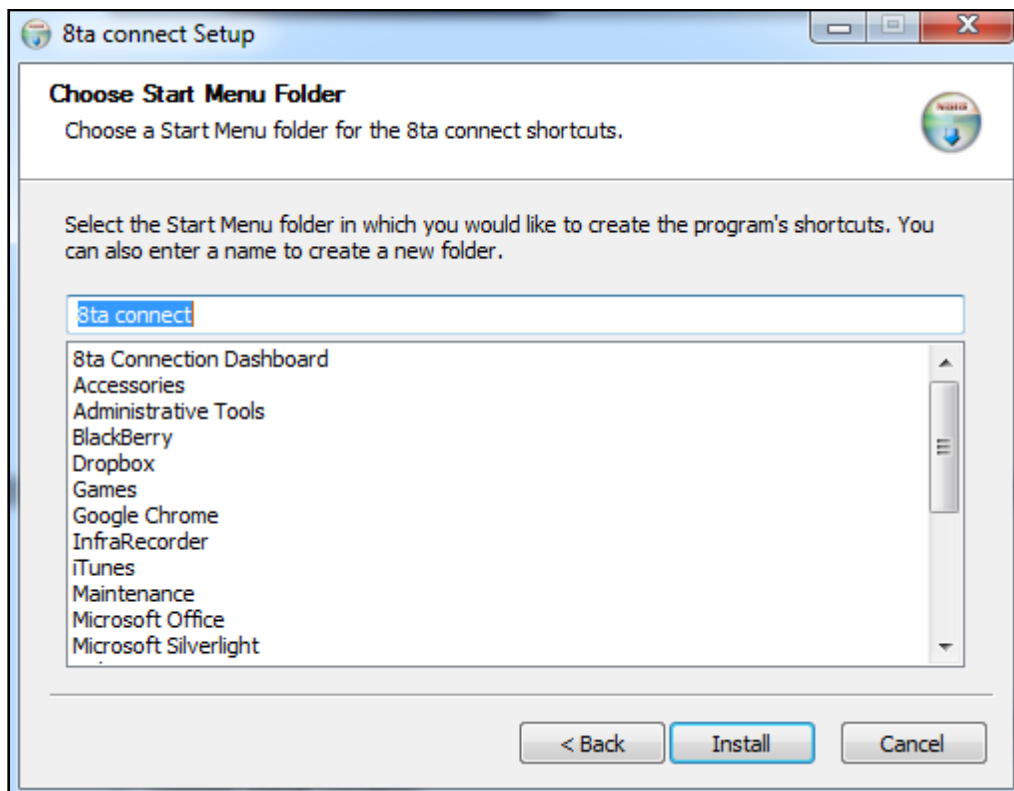 8ta connect Setup
Choose Start Menu Folder
Choose a Start Menu folder for the 8ta connect shortcuts.
Select the Start Menu folder in which you would like to create the program's shortcuts. You
can also enter a name to create a new folder.
8ta connect
8ta Connection Dashboard
Accessories
Administrative Tools
BlackBerry
Dropbox
Games
Google Chrome
InfraRecorder
iTunes
Maintenance
Microsoft Office
Microsoft Silverlight
< Back
Install
Cancel